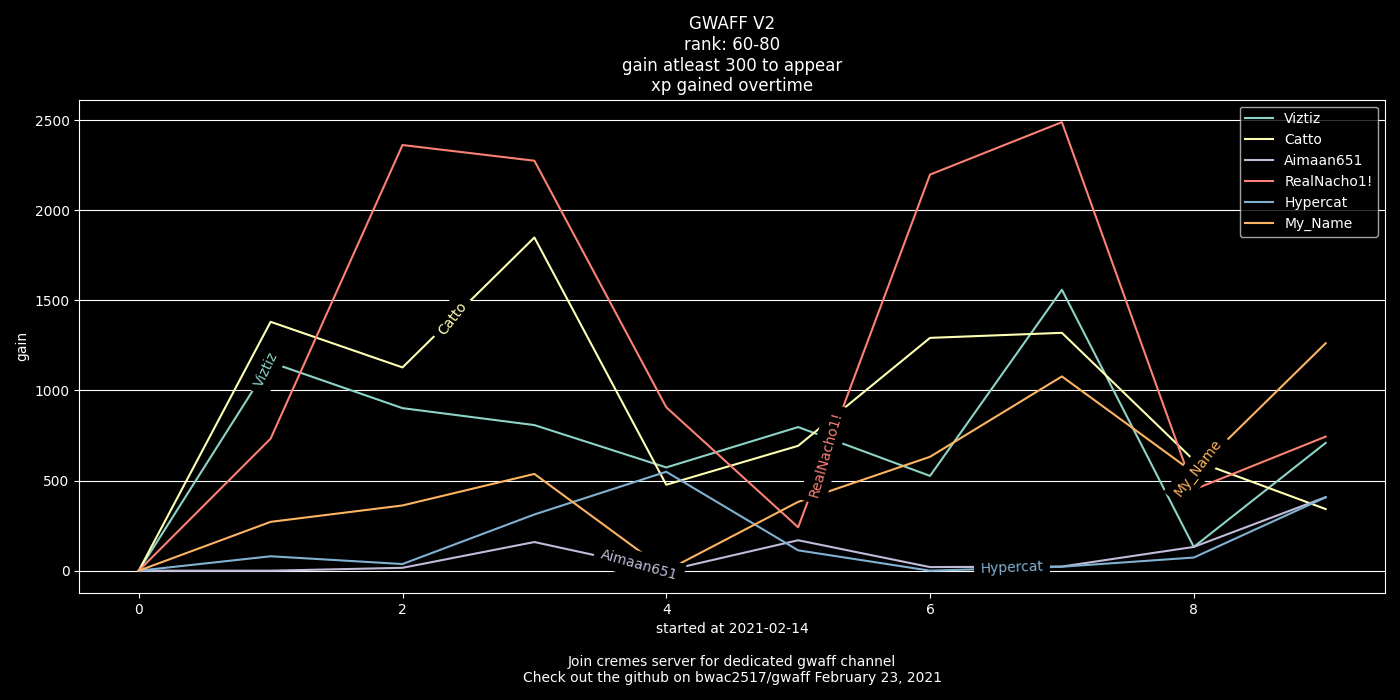 GWAFF V2
rank: 60-80
gain atleast 300 to appear
xp gained overtime
gain
2500
2000
1500
1000
500
0
Viztiz
Catto
Aimaan651
RealNacho1!
Hypercat
My_Name
Viztiz
Catto
Aimaan651
RealNacho1!
Hypercat
My_Name
0 2 4 6 8
started at 2021-02-14
Join cremes server for dedicated gwaff channel
Check out the github on bwac2517/gwaff February 23, 2021